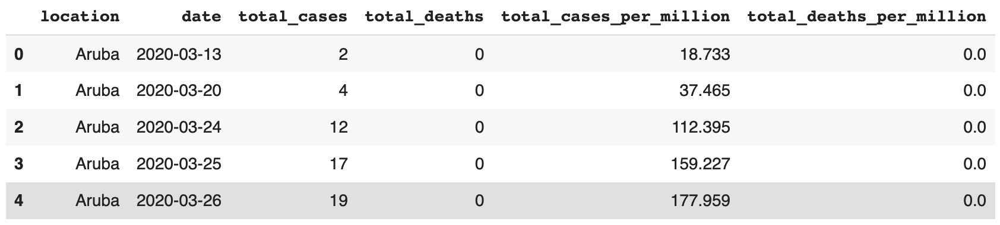 location date total_cases total_deaths total_cases_per_million total_deaths_per_million
0 Aruba 2020-03-13 2 0 18.733 0.0
1 Aruba 2020-03-20 4 0 37.465 0.0
2 Aruba 2020-03-24 12 0 112.395 0.0
3 Aruba 2020-03-25 17 0 159.227 0.0
4 Aruba 2020-03-26 19 0 177.959 0.0